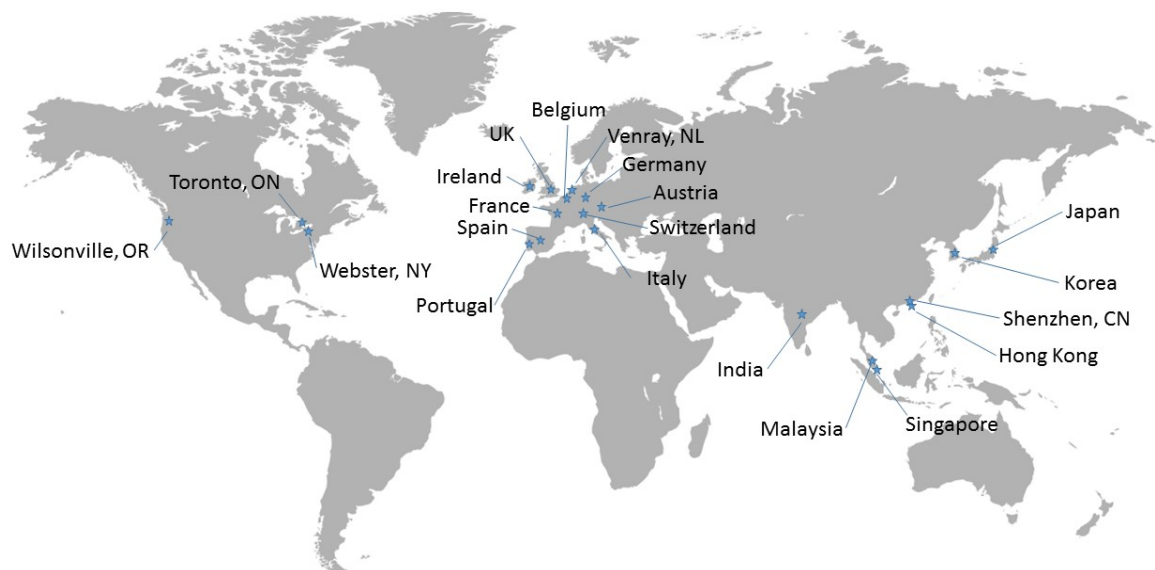 Belgium
UK
Venray, NL
Germany
Ireland
Toronto, ON
Austria
France
Japan
Spain
Switzerland
Wilsonville, OR
Webster, NY
Italy
Korea
Portugal
Shenzhen, CN
Hong Kong
India
Singapore
Malaysia